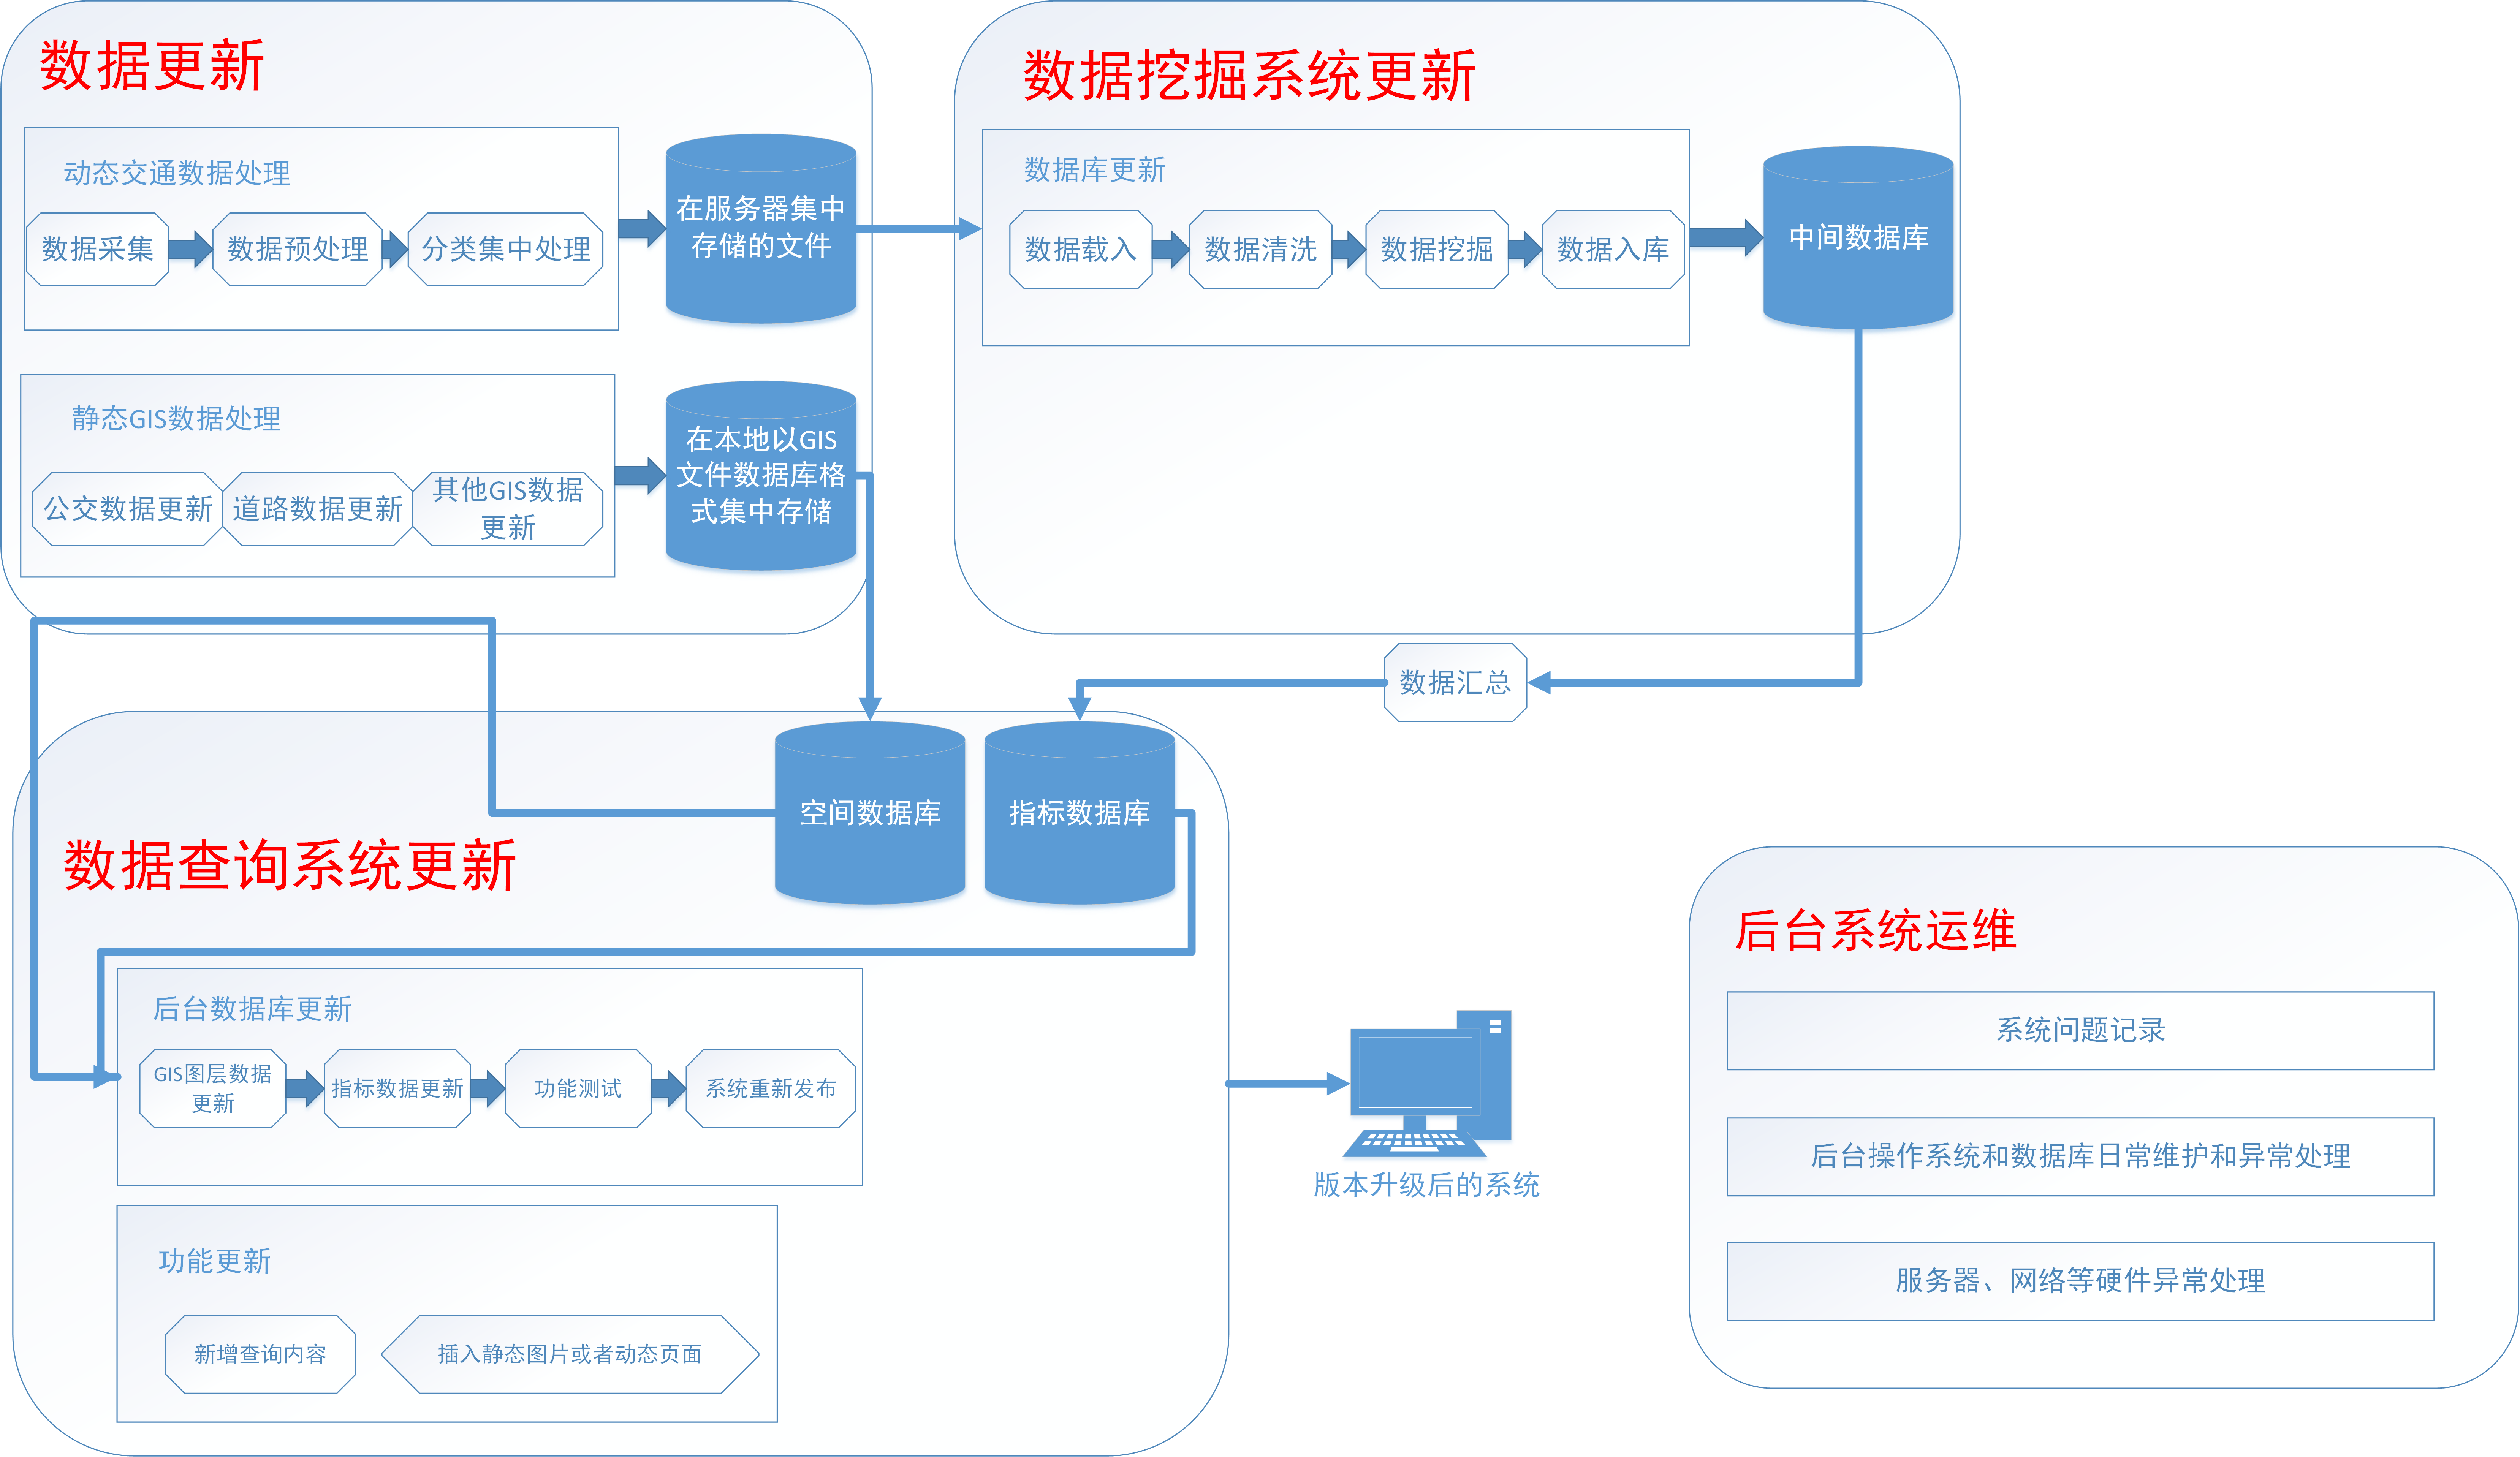 数据更新
动态交通数据处理
数据采集
数据预处理
分类集中处理
在服务器集中
存储的文件
静态GIS数据处理
公交数据更新
道路数据更新
其他GIS数据
更新
在本地以GIS
文件数据库格
式集中存储
数据挖掘系统更新
数据库更新
数据载入
数据清洗
数据挖掘
数据入库
中间数据库
数据汇总
数据查询系统更新
空间数据库
指标数据库
后台数据库更新
GIS图层数据
更新
指标数据更新
功能测试
系统重新发布
功能更新
新增查询内容
插入静态图片或者动态页面
版本升级后的系统
后台系统运维
系统问题记录
后台操作系统和数据库日常维护和异常处理
服务器、网络等硬件异常处理